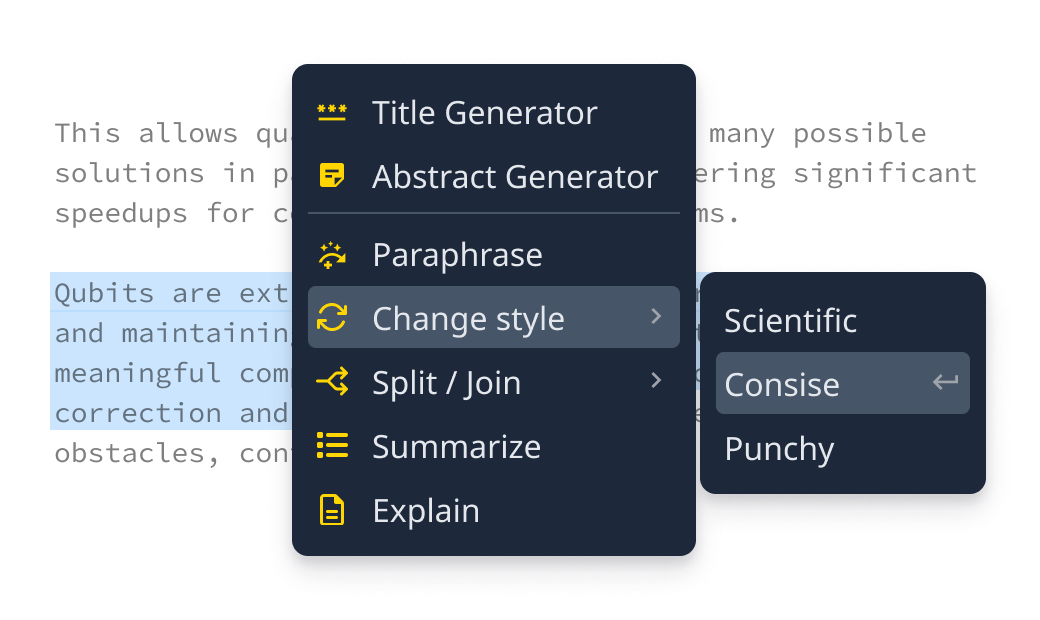 This allows qu many possible
solutions in p ering significant
speedups for c ms.
Qubits are ext
and maintaining
meaningful com
correction and
obstacles, con
Title Generator
Abstract Generator
Paraphrase
Change style
Split / Join
Summarize
Explain
Scientific
Consise
Punchy